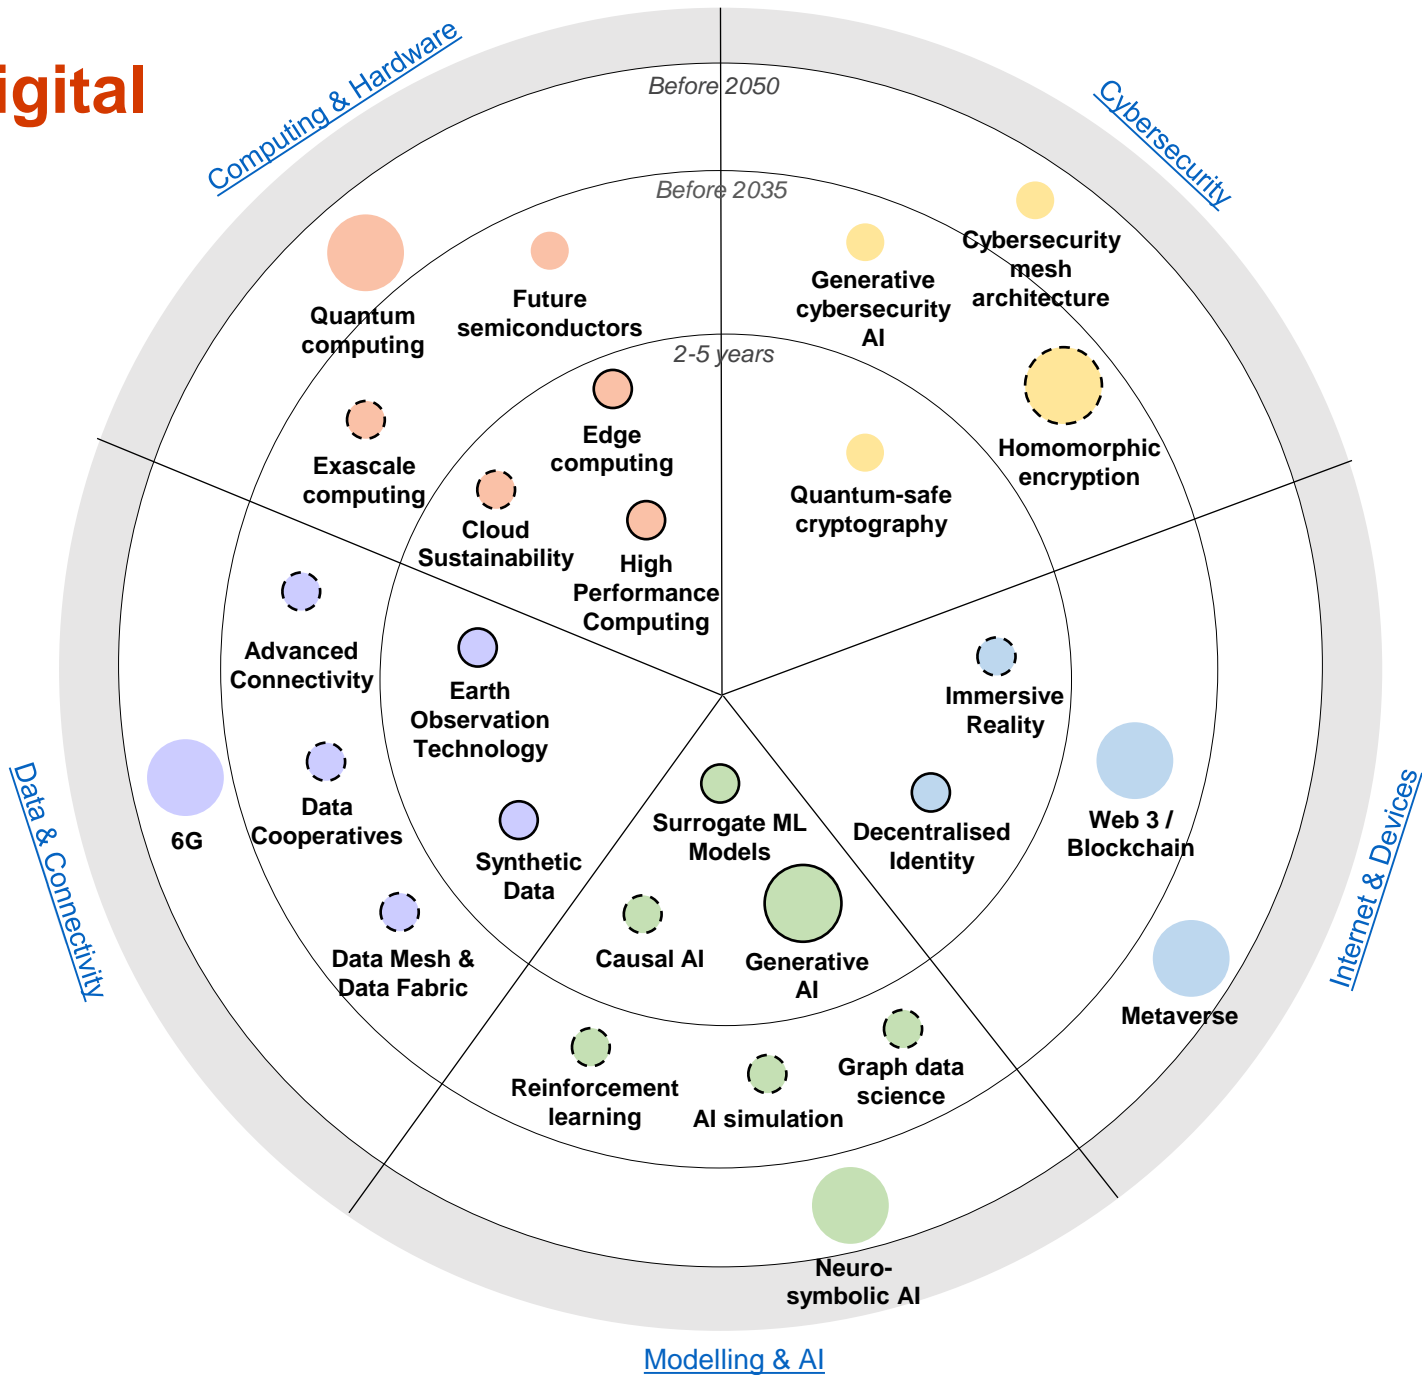 igital
Computing & Hardware
Cybersecurity
Before 2050
Before 2035
2-5 years
Quantum
computing
Future
semiconductors
Exascale
computing
Edge
computing
Cloud
Sustainability
High
Performance
Computing
Generative
cybersecurity
AI
Cybersecurity
mesh
architecture
Homomorphic
encryption
Quantum-safe
cryptography
Advanced
Connectivity
Earth
Observation
Technology
6G
Data
Cooperatives
Synthetic
Data
Data Mesh &
Data Fabric
Data & Connectivity
Immersive
Reality
Decentralised
Identity
Web 3 /
Blockchain
Metaverse
Internet & Devices
Surrogate ML
Models
Causal AI
Generative
AI
Reinforcement
learning
AI simulation
Graph data
science
Neuro-
symbolic AI
Modelling & AI